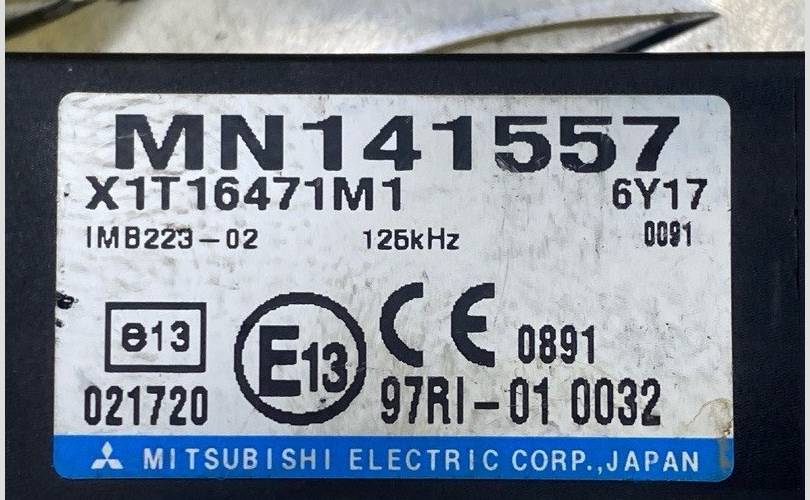 MN141557
X1T16471M1 6Y17
IMB223-02 125kHz 0091
e13 E13 CE 0891
021720 97RI-01 0032
MITSUBISHI ELECTRIC CORP.,JAPAN